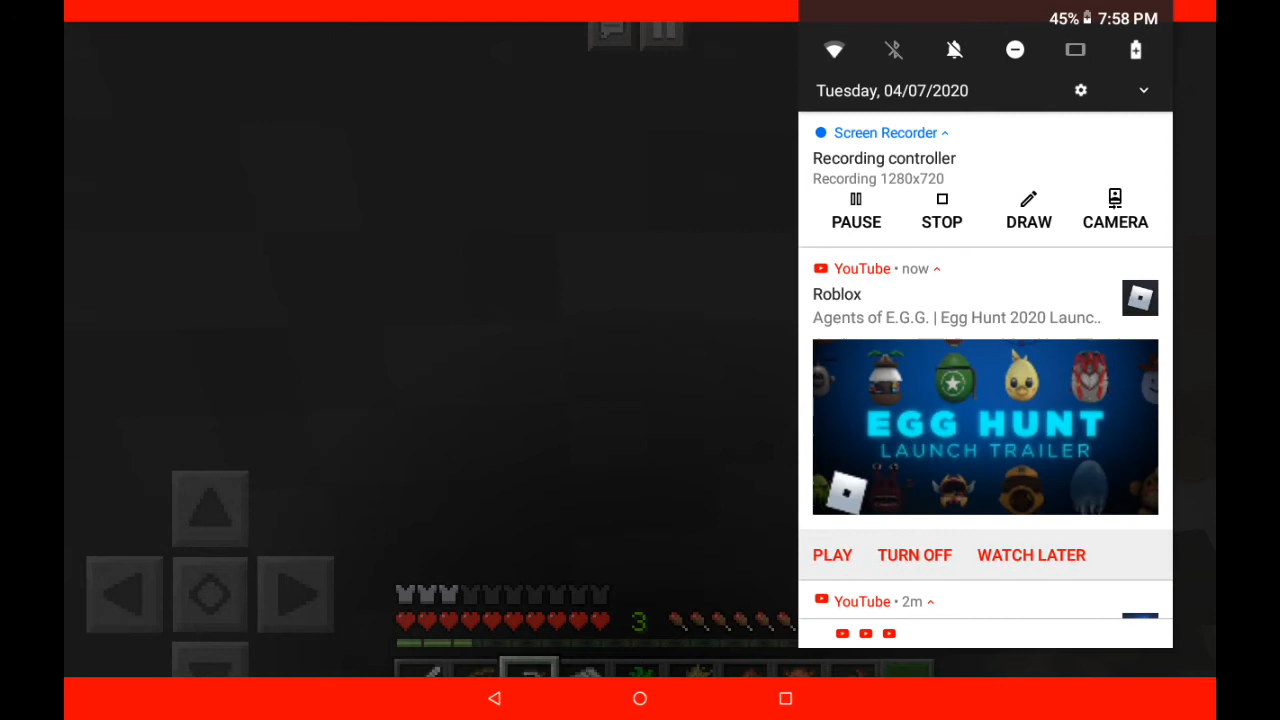 45% 7:58 PM
Tuesday, 04/07/2020
Screen Recorder
Recording controller
Recording 1280x720
PAUSE STOP DRAW CAMERA
YouTube • now
Roblox
Agents of E.G.G. | Egg Hunt 2020 Launc..
EGG HUNT
LAUNCH TRAILER
PLAY TURN OFF WATCH LATER
YouTube • 2m
3